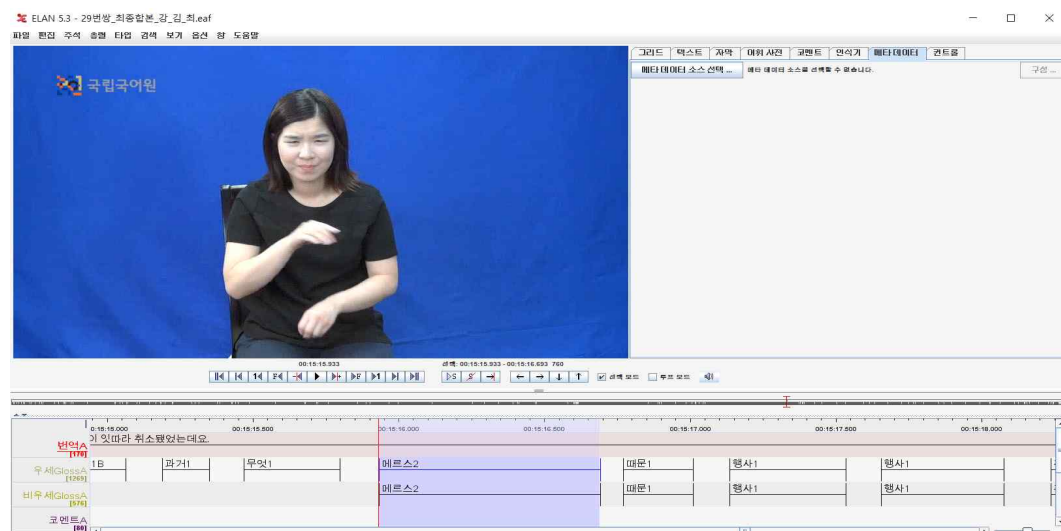 ELAN 5.3 - 29번쌍_최종합본_강_김_최.eaf
파일 편집 주석 층렬 타입 검색 보기 옵션 창 도움말
국립국어원
그리드 텍스트 자막 어휘 사전 코멘트 인식기 메타데이터 컨트롤
메타 데이터 소스 선택 ... 메타 데이터 소스를 선택할 수 없습니다. 구성 ...
00:15:15.933 선택: 00:15:15.933 - 00:15:16.693 760
선택 모드 루프 모드
0:15:15.000 00:15:15.500 00:15:16.000 00:15:16.500 00:15:17.000 00:15:17.500 00:15:18.000
번역A 이 잇따라 취소됐었는데요.
[170]
우세GlossA 1B 과거1 무엇1 메르스2 때문1 행사1 행사1
[1269]
비우세GlossA 메르스2 때문1 행사1 행사1
[576]
코멘트A
[80]